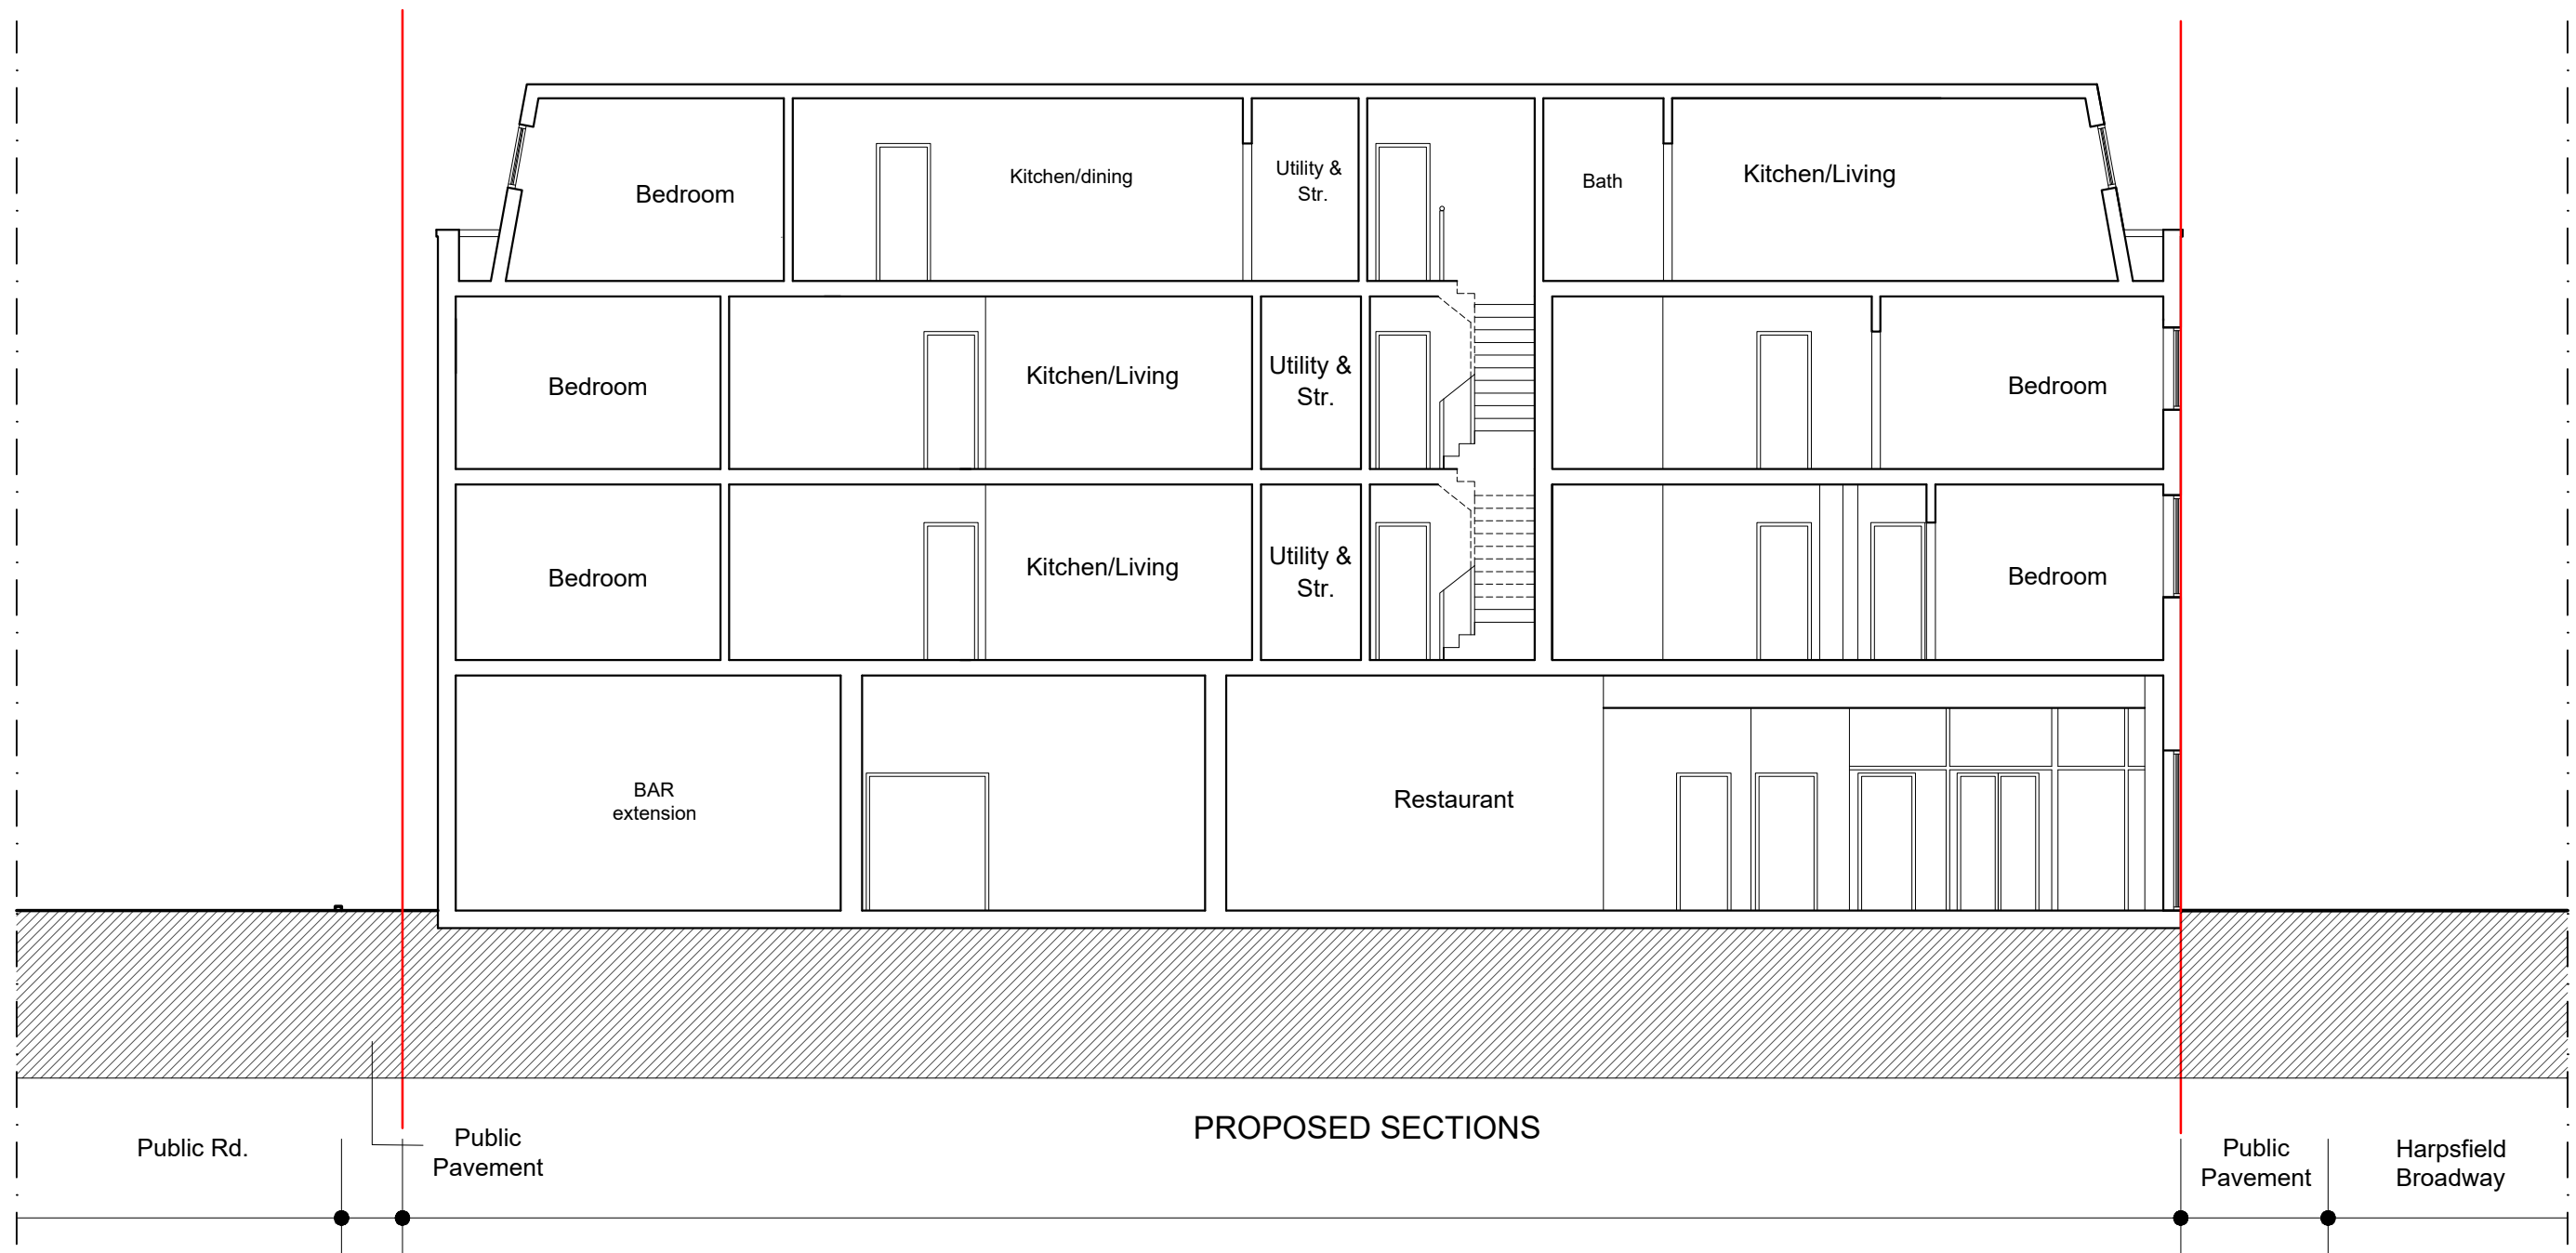 Bedroom
Kitchen/dining
Utility &
Str.
Bath
Kitchen/Living
Bedroom
Kitchen/Living
Utility &
Str.
Bedroom
Bedroom
Kitchen/Living
Utility &
Str.
Bedroom
BAR
extension
Restaurant
PROPOSED SECTIONS
Public Rd.
Public
Pavement
Public
Pavement
Harpsfield
Broadway